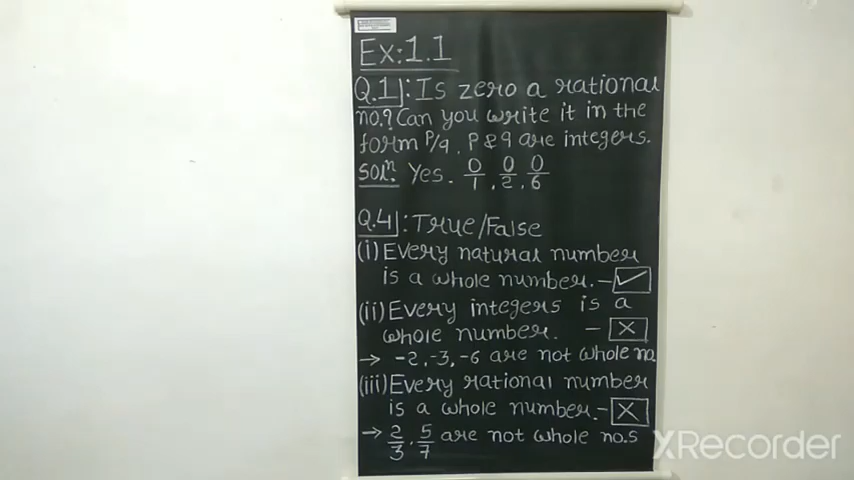 Ex:1.1
Q.1]: Is zero a rational
no.? Can you write it in the
form P/q, P & q are integers.
Solⁿ. Yes. 0/1, 0/2, 0/6
Q.4]: True/False
(i) Every natural number
is a whole number. – ✓
(ii) Every integers is a
whole number. – ×
→ -2, -3, -6 are not whole no.
(iii) Every rational number
is a whole number. – ×
→ 2/3, 5/7 are not whole no.s
XRecorder